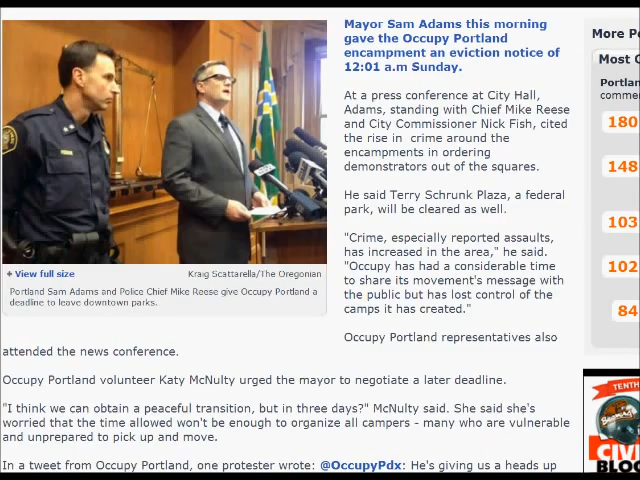 Mayor Sam Adams this morning
gave the Occupy Portland
encampment an eviction notice of
12:01 a.m Sunday.
At a press conference at City Hall,
Adams, standing with Chief Mike Reese
and City Commissioner Nick Fish, cited
the rise in crime around the
encampments in ordering
demonstrators out of the squares.
He said Terry Schrunk Plaza, a federal
park, will be cleared as well.
"Crime, especially reported assaults,
has increased in the area," he said.
"Occupy has had a considerable time
to share its movement's message with
the public but has lost control of the
camps it has created."
Occupy Portland representatives also
attended the news conference.
View full size
Kraig Scattarella/The Oregonian
Portland Sam Adams and Police Chief Mike Reese give Occupy Portland a
deadline to leave downtown parks.
Occupy Portland volunteer Katy McNulty urged the mayor to negotiate a later deadline.
"I think we can obtain a peaceful transition, but in three days?" McNulty said. She said she's
worried that the time allowed won't be enough to organize all campers - many who are vulnerable
and unprepared to pick up and move.
In a tweet from Occupy Portland, one protester wrote: @OccupyPdx: He's giving us a heads up
More Po
Most C
Portlan
comme
180
148
103
102
84
TENTH
CIVI
BLOC